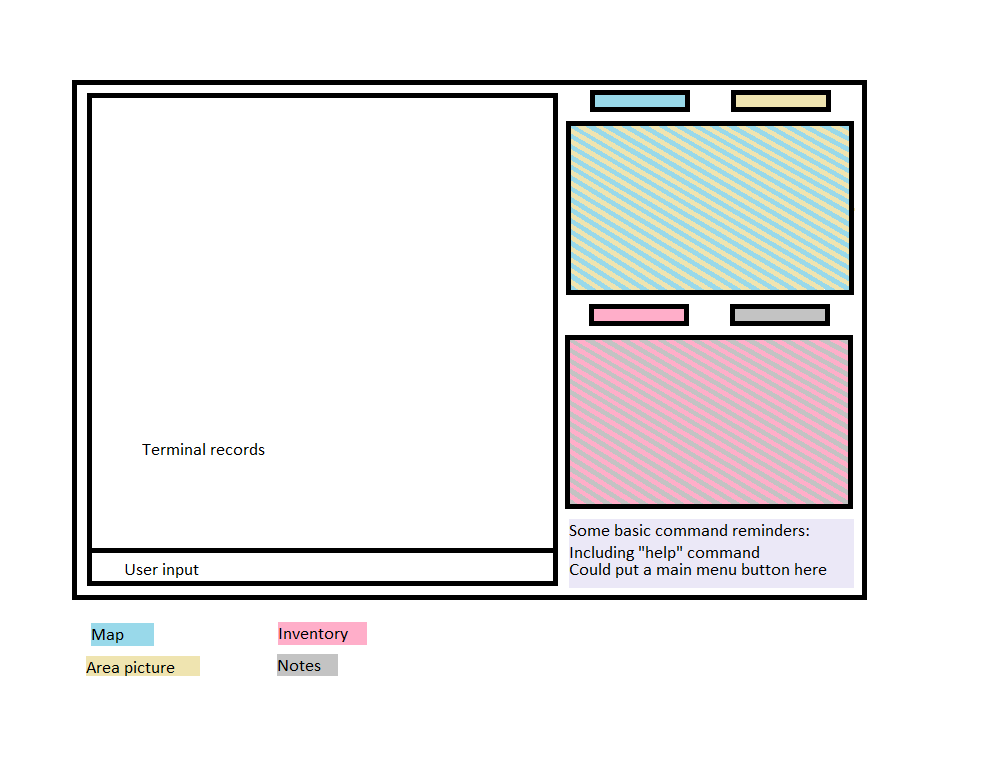 Terminal records
User input
Some basic command reminders:
Including "help" command
Could put a main menu button here
Map
Inventory
Area picture
Notes